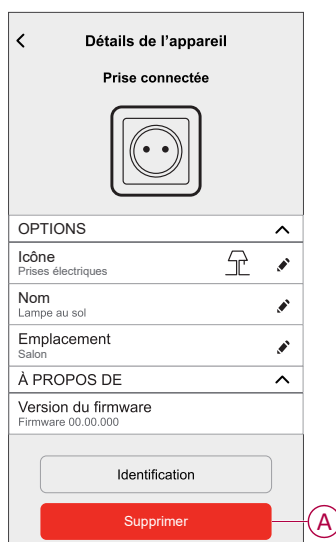 Détails de l’appareil
Prise connectée
OPTIONS
Icône
Prises électriques
Nom
Lampe au sol
Emplacement
Salon
À PROPOS DE
Version du firmware
Firmware 00.00.000
Identification
Supprimer
A